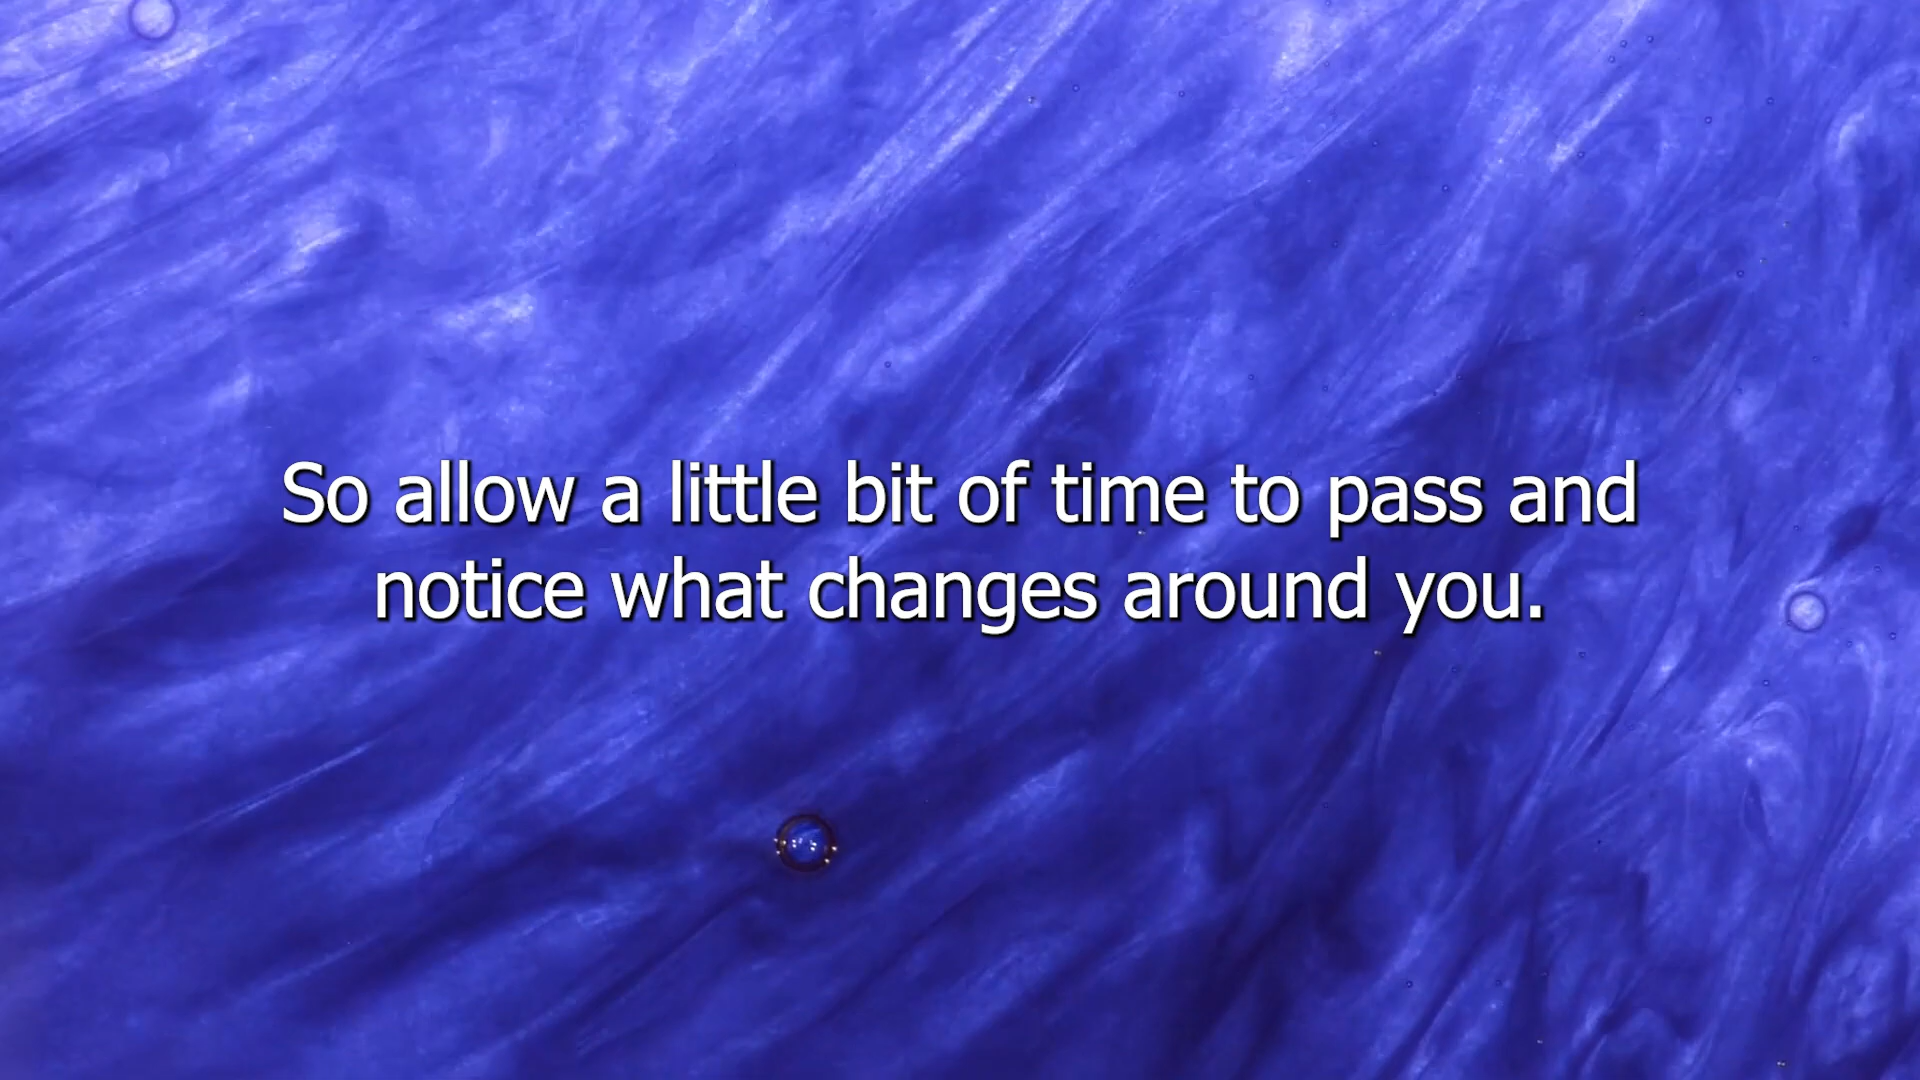 So allow a little bit of time to pass and
notice what changes around you.